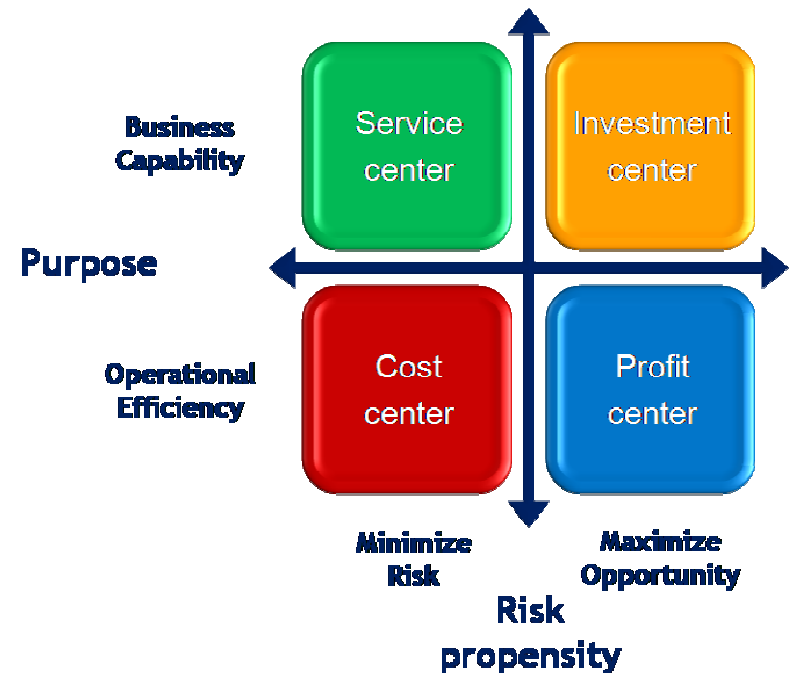 Business
Capability
Service
center
Investment
center
Purpose
Operational
Efficiency
Cost
center
Profit
center
Minimize
Risk
Maximize
Opportunity
Risk
propensity